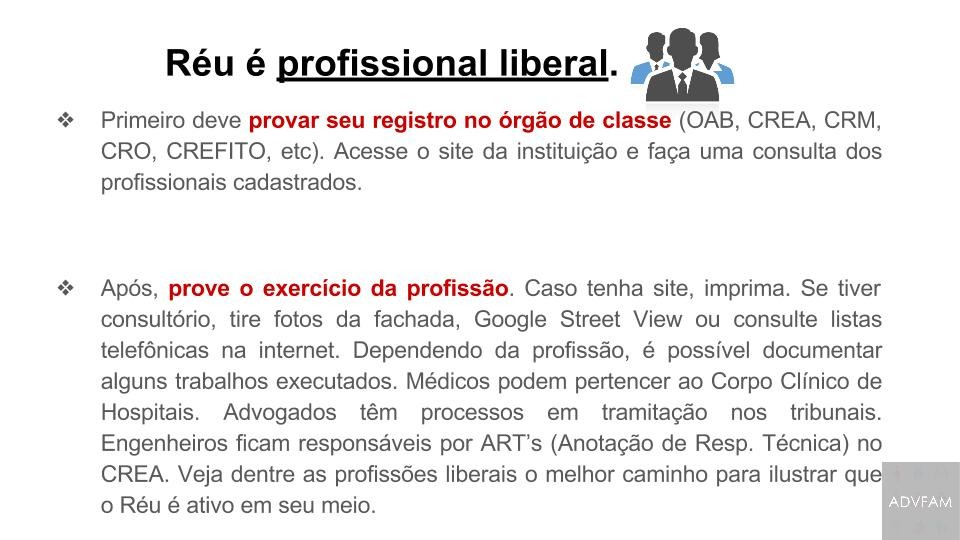 Réu é profissional liberal.
❖ Primeiro deve provar seu registro no órgão de classe (OAB, CREA, CRM,
CRO, CREFITO, etc). Acesse o site da instituição e faça uma consulta dos
profissionais cadastrados.
❖ Após, prove o exercício da profissão. Caso tenha site, imprima. Se tiver
consultório, tire fotos da fachada, Google Street View ou consulte listas
telefônicas na internet. Dependendo da profissão, é possível documentar
alguns trabalhos executados. Médicos podem pertencer ao Corpo Clínico de
Hospitais. Advogados têm processos em tramitação nos tribunais.
Engenheiros ficam responsáveis por ART’s (Anotação de Resp. Técnica) no
CREA. Veja dentre as profissões liberais o melhor caminho para ilustrar que
o Réu é ativo em seu meio.
ADVFAM